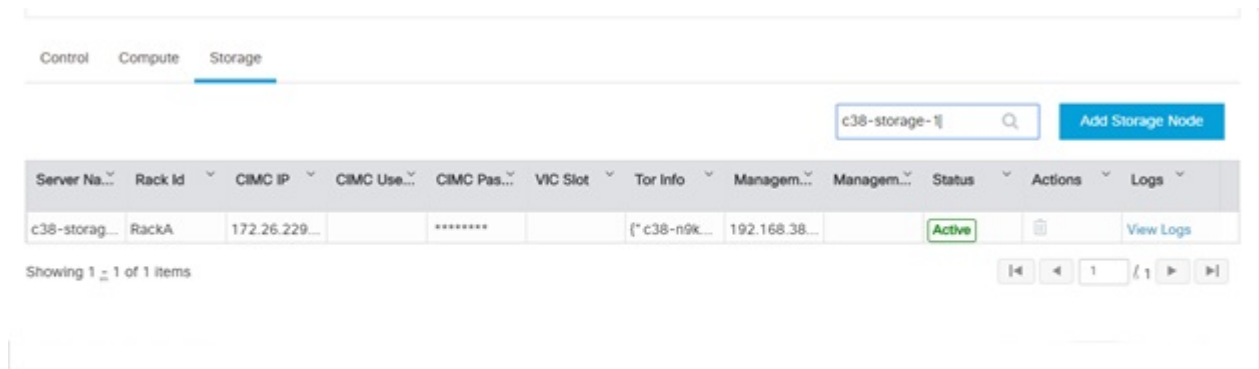 Control Compute Storage
c38-storage-1 Add Storage Node
Server Na... Rack Id CIMC IP CIMC Use... CIMC Pas... VIC Slot Tor Info Managem... Managem... Status Actions Logs
c38-storag... RackA 172.26.229... ******** {"c38-n9k... 192.168.38... Active View Logs
Showing 1 - 1 of 1 items 1 / 1